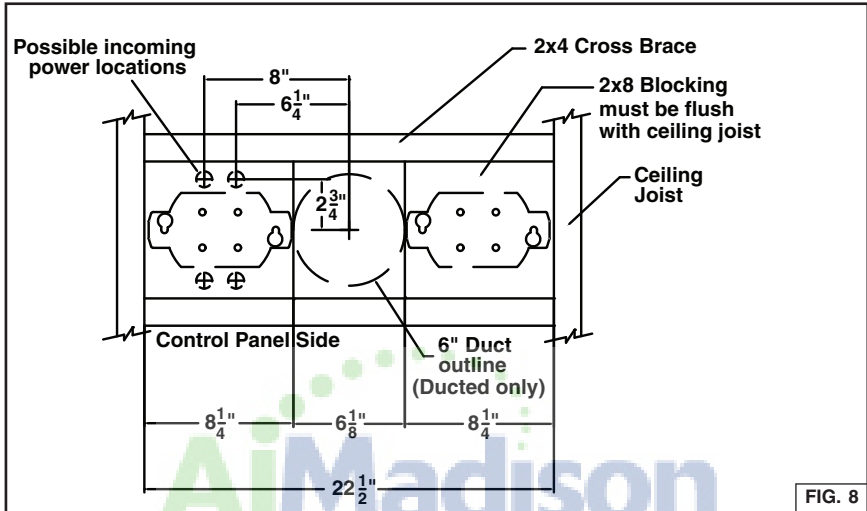 Possible incoming
power locations
8"
6 1/4"
2x4 Cross Brace
2x8 Blocking
must be flush
with ceiling joist
Ceiling
Joist
2 3/4"
Control Panel Side
6" Duct
outline
(Ducted only)
8 1/4"
6 1/8"
8 1/4"
22 1/2"
AjMadison
FIG. 8